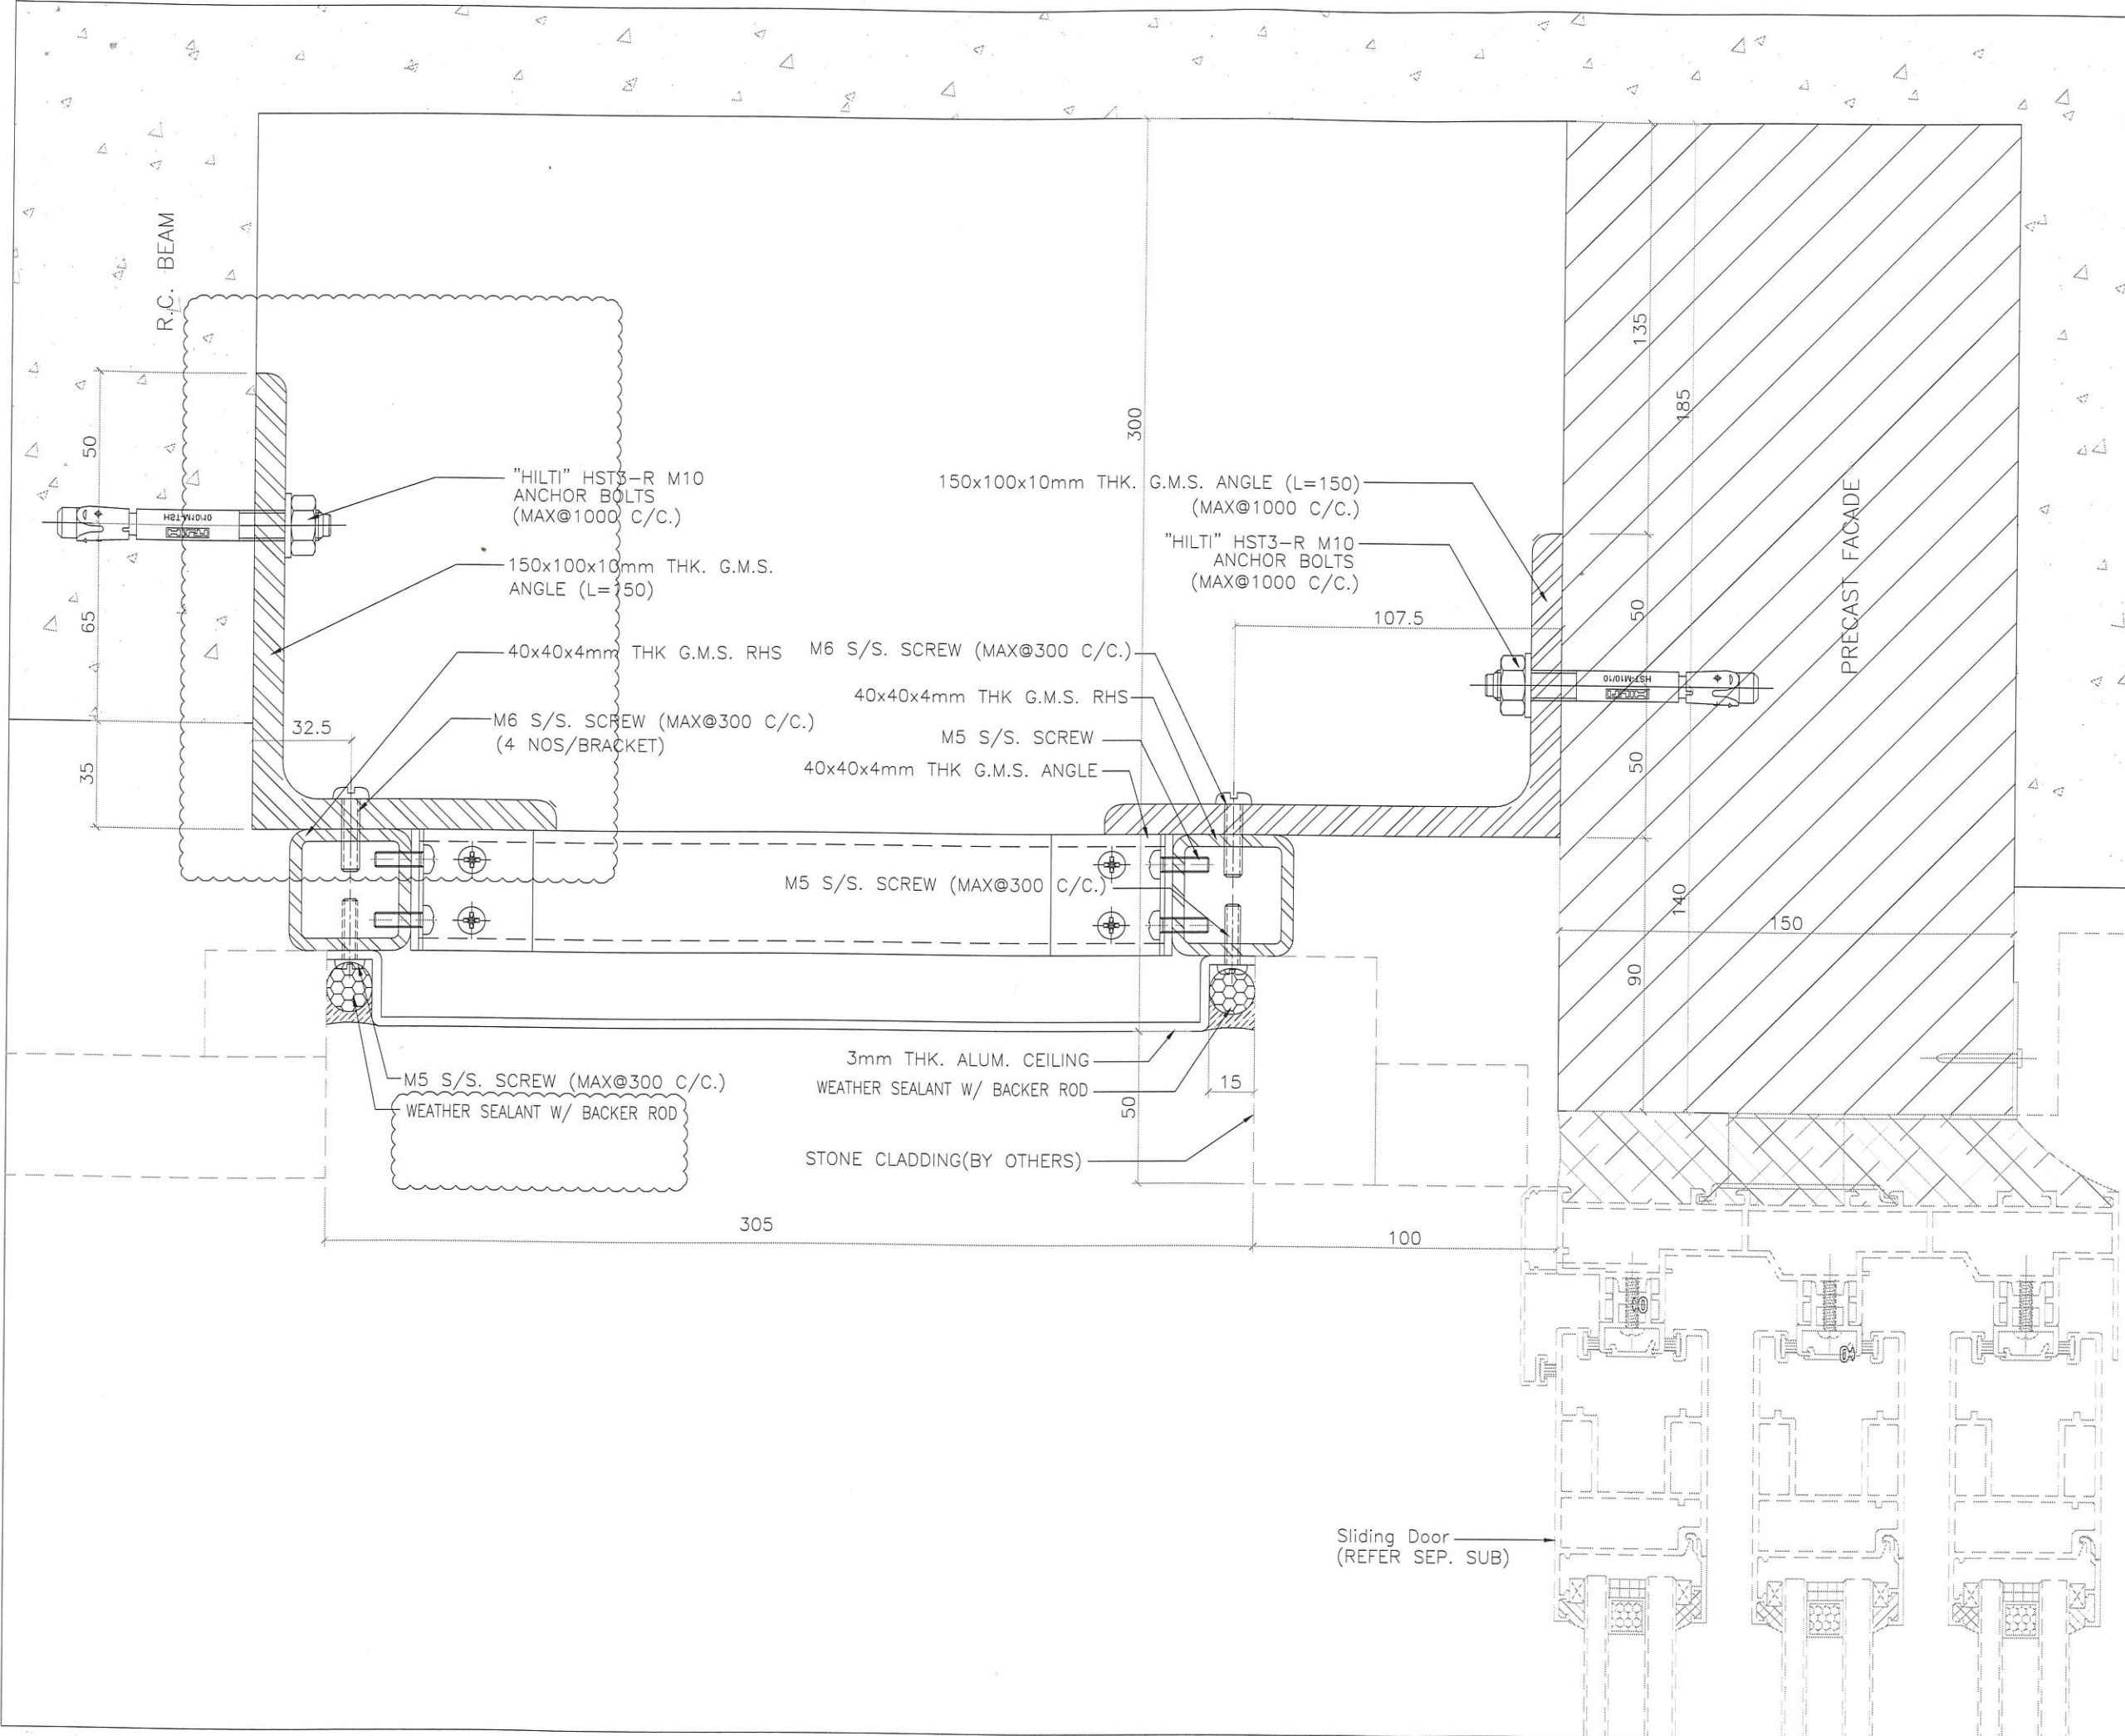 R.C. BEAM
50
65
35
32.5
"HILTI" HST3-R M10
ANCHOR BOLTS
(MAX@1000 C/C.)
150x100x10mm THK. G.M.S.
ANGLE (L=150)
40x40x4mm THK G.M.S. RHS
M6 S/S. SCREW (MAX@300 C/C.)
(4 NOS/BRACKET)
300
150x100x10mm THK. G.M.S. ANGLE (L=150)
(MAX@1000 C/C.)
"HILTI" HST3-R M10
ANCHOR BOLTS
(MAX@1000 C/C.)
107.5
M6 S/S. SCREW (MAX@300 C/C.)
40x40x4mm THK G.M.S. RHS
M5 S/S. SCREW
40x40x4mm THK G.M.S. ANGLE
M5 S/S. SCREW (MAX@300 C/C.)
HST-M10/10
135
185
50
50
140
90
150
PRECAST FACADE
M5 S/S. SCREW (MAX@300 C/C.)
WEATHER SEALANT W/ BACKER ROD
3mm THK. ALUM. CEILING
WEATHER SEALANT W/ BACKER ROD
15
50
STONE CLADDING(BY OTHERS)
305
100
Sliding Door
(REFER SEP. SUB)